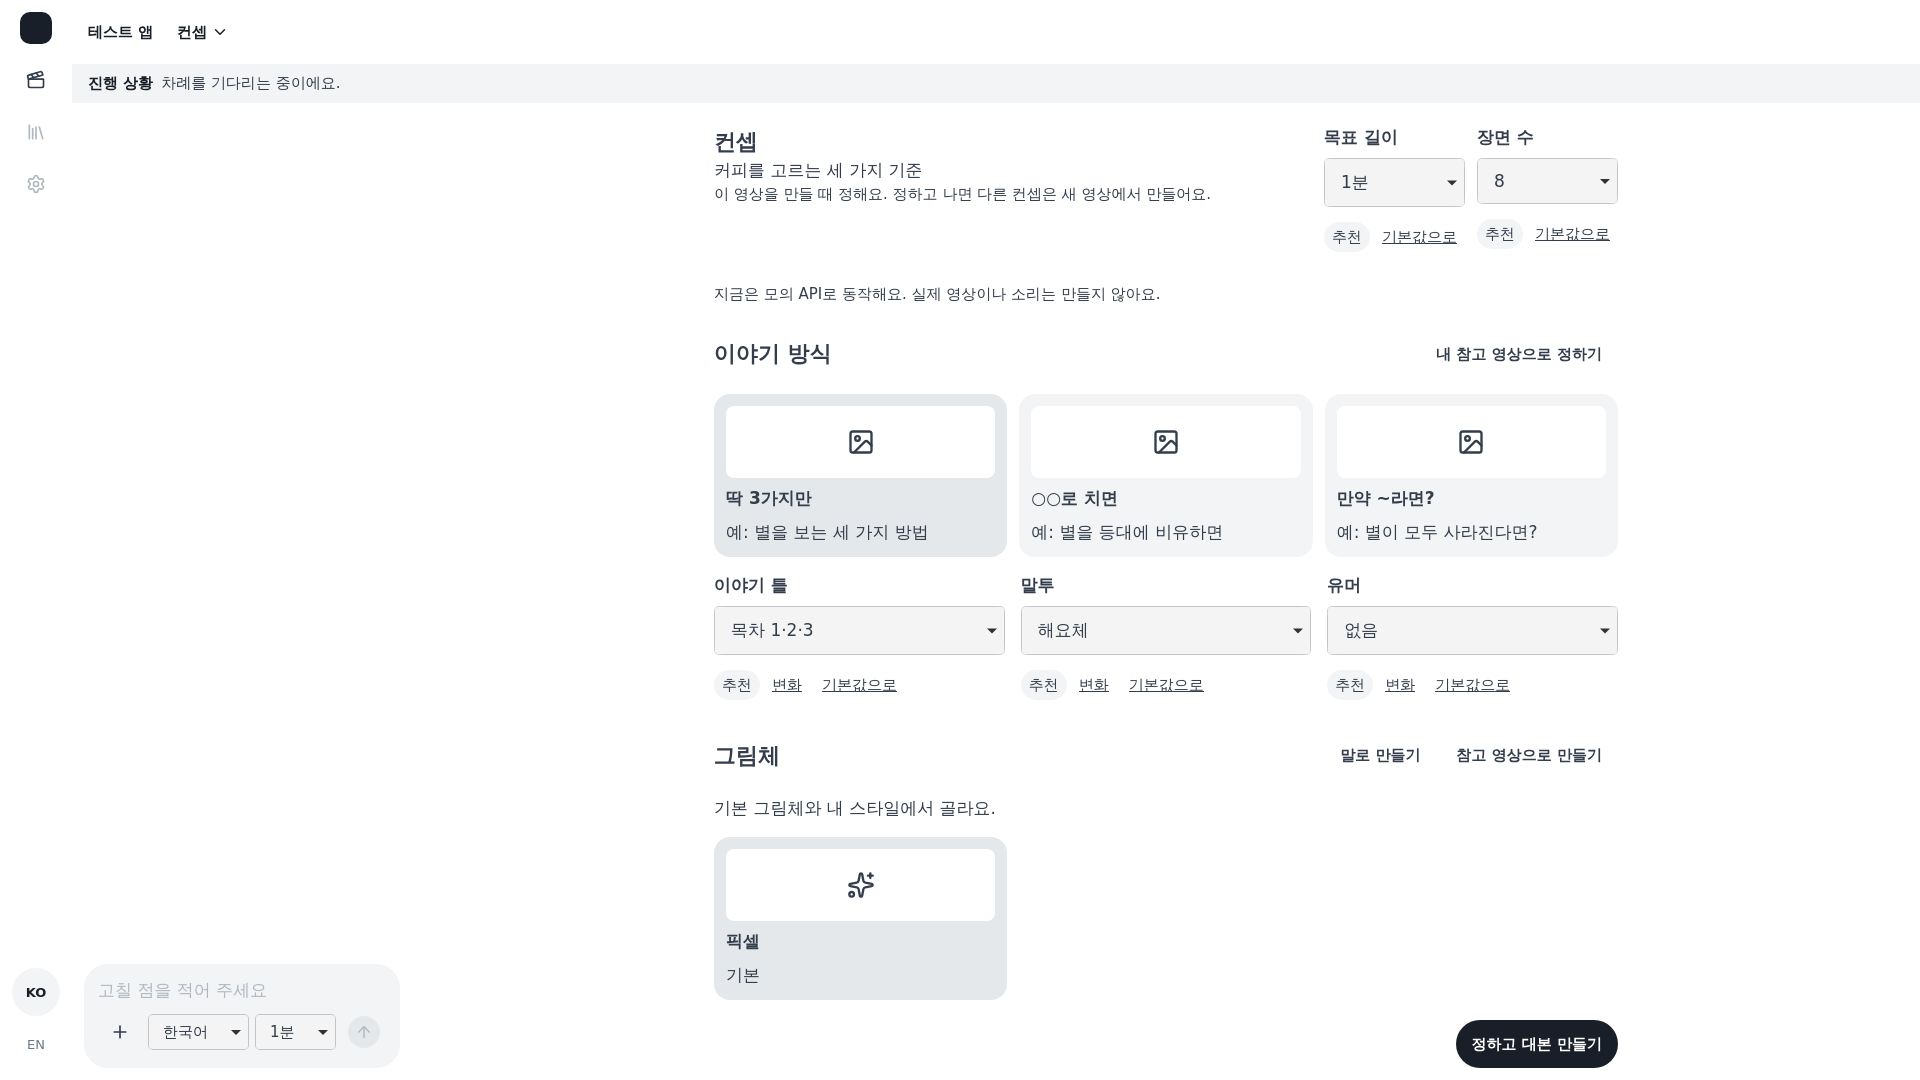 테스트 앱
컨셉
진행 상황 차례를 기다리는 중이에요.
컨셉
커피를 고르는 세 가지 기준
이 영상을 만들 때 정해요. 정하고 나면 다른 컨셉은 새 영상에서 만들어요.
목표 길이
장면 수
1분
8
추천 기본값으로
추천 기본값으로
지금은 모의 API로 동작해요. 실제 영상이나 소리는 만들지 않아요.
이야기 방식
내 참고 영상으로 정하기
딱 3가지만
예: 별을 보는 세 가지 방법
○○로 치면
예: 별을 등대에 비유하면
만약 ~라면?
예: 별이 모두 사라진다면?
이야기 틀
말투
유머
목차 1·2·3
해요체
없음
추천 변화 기본값으로
추천 변화 기본값으로
추천 변화 기본값으로
그림체
말로 만들기
참고 영상으로 만들기
기본 그림체와 내 스타일에서 골라요.
픽셀
기본
KO
EN
고칠 점을 적어 주세요
한국어
1분
정하고 대본 만들기